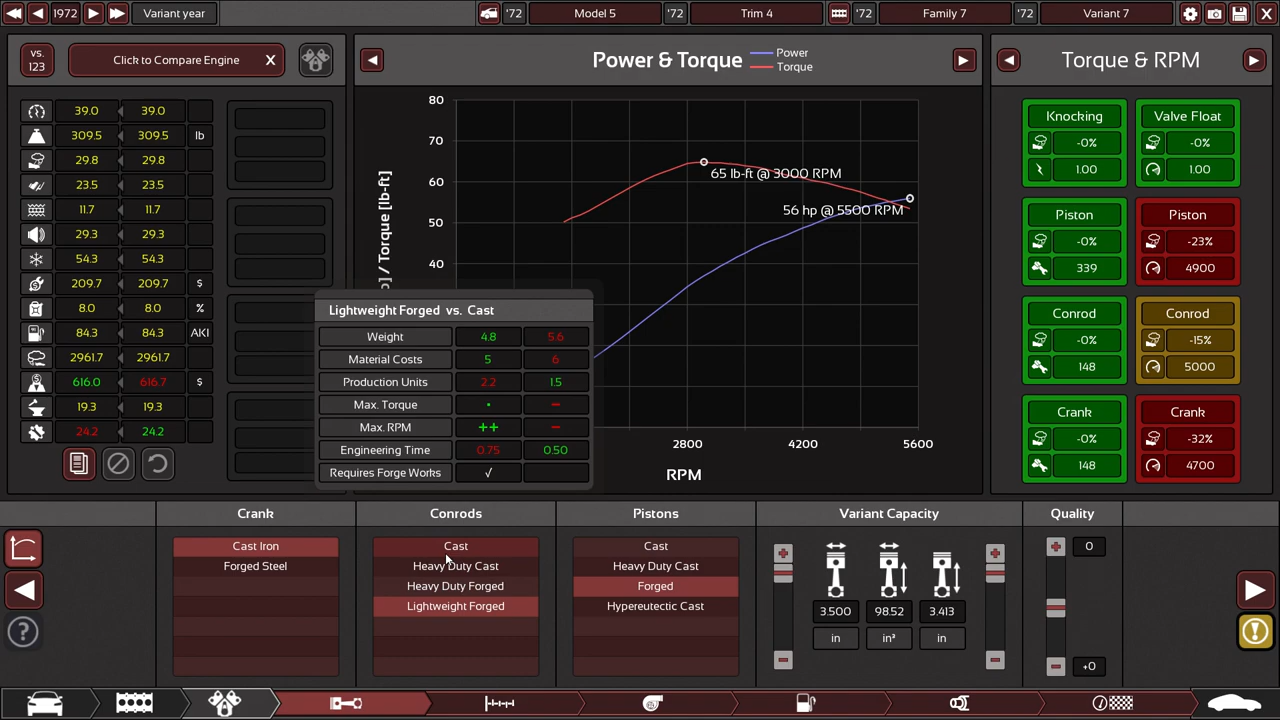 1972
Variant year
'72
Model 5
'72
Trim 4
'72
Family 7
'72
Variant 7
vs.
123
Click to Compare Engine
X
Power & Torque
Power
Torque
Torque & RPM
39.0 39.0
309.5 309.5 lb
29.8 29.8
23.5 23.5
11.7 11.7
29.3 29.3
54.3 54.3
209.7 209.7 $
8.0 8.0 %
84.3 84.3 AKI
2961.7 2961.7
616.0 616.7 $
19.3 19.3
24.2 24.2
80
70
60
50
40
65 lb-ft @ 3000 RPM
56 hp @ 5500 RPM
] / Torque [lb-ft]
2800 4200 5600
RPM
Lightweight Forged vs. Cast
Weight 4.8 5.6
Material Costs 5 6
Production Units 2.2 1.5
Max. Torque · –
Max. RPM ++ –
Engineering Time 0.75 0.50
Requires Forge Works √
Knocking Valve Float
-0% -0%
1.00 1.00
Piston Piston
-0% -23%
339 4900
Conrod Conrod
-0% -15%
148 5000
Crank Crank
-0% -32%
148 4700
Crank
Cast Iron
Forged Steel
Conrods
Cast
Heavy Duty Cast
Heavy Duty Forged
Lightweight Forged
Pistons
Cast
Heavy Duty Cast
Forged
Hypereutectic Cast
Variant Capacity
3.500 98.52 3.413
in in³ in
Quality
0
+0